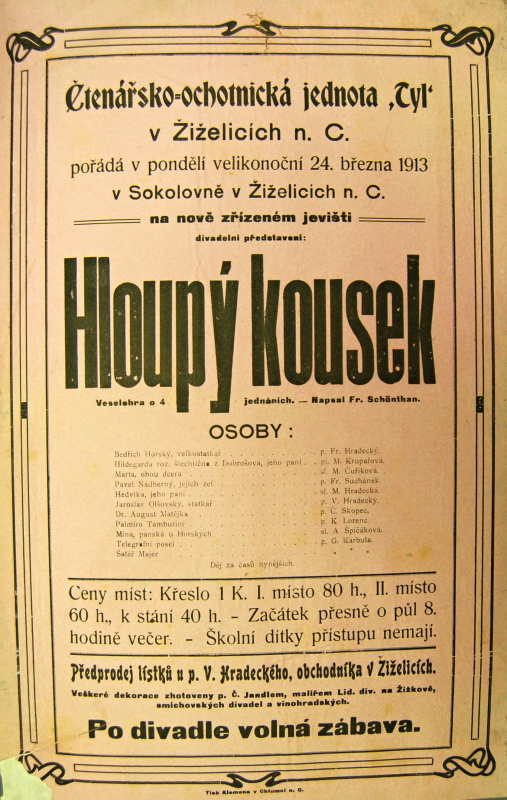 Čtenářsko-ochotnická jednota ‚Tyl‘
v Žiželicích n. C.
pořádá v pondělí velikonoční 24. března 1913
v Sokolovně v Žiželicich n. C.
na nově zřízeném jevišti
divadelní představení:
Hloupý kousek
Veselohra o 4 jednáních. — Napsal Fr. Schönthan.
OSOBY:
Bedřich Horský, velkostatkář . . . . p. Fr. Hradecký.
Hildegarda roz. Rechtična z Dobrošova, jeho paní . . pí. M. Krupařová.
Marta, obou dcera . . . . sl. M. Čuříková.
Pavel Nádherný, jejich zeť . . . . p. Fr. Suchánek.
Hedvika, jeho paní . . . . sl. M. Hradecká.
Jaroslav Olšovský, statkář . . . . p. V. Hradecký.
Dr. August Matějka . . . . p. C. Skopec.
Palmiro Tamburini . . . . p. K. Lorenc.
Mína, panská u Horských . . . . sl. A. Špičáková.
Telegrafní posel . . . . p. G. Karbula.
Šafář Majer . . . . * * *
Děj za časů nynějších.
Ceny míst: Křeslo 1 K. I. místo 80 h., II. místo
60 h., k stání 40 h. – Začátek přesně o půl 8.
hodině večer. – Školní dítky přístupu nemají.
Předprodej lístků u p. V. Hradeckého, obchodníka v Žiželicích.
Veškeré dekorace zhotoveny p. Č. Jandlem, malířem Lid. div. na Žižkově,
smíchovských divadel a vinohradských.
Po divadle volná zábava.
Tisk Klemens v Chlumci n. C.